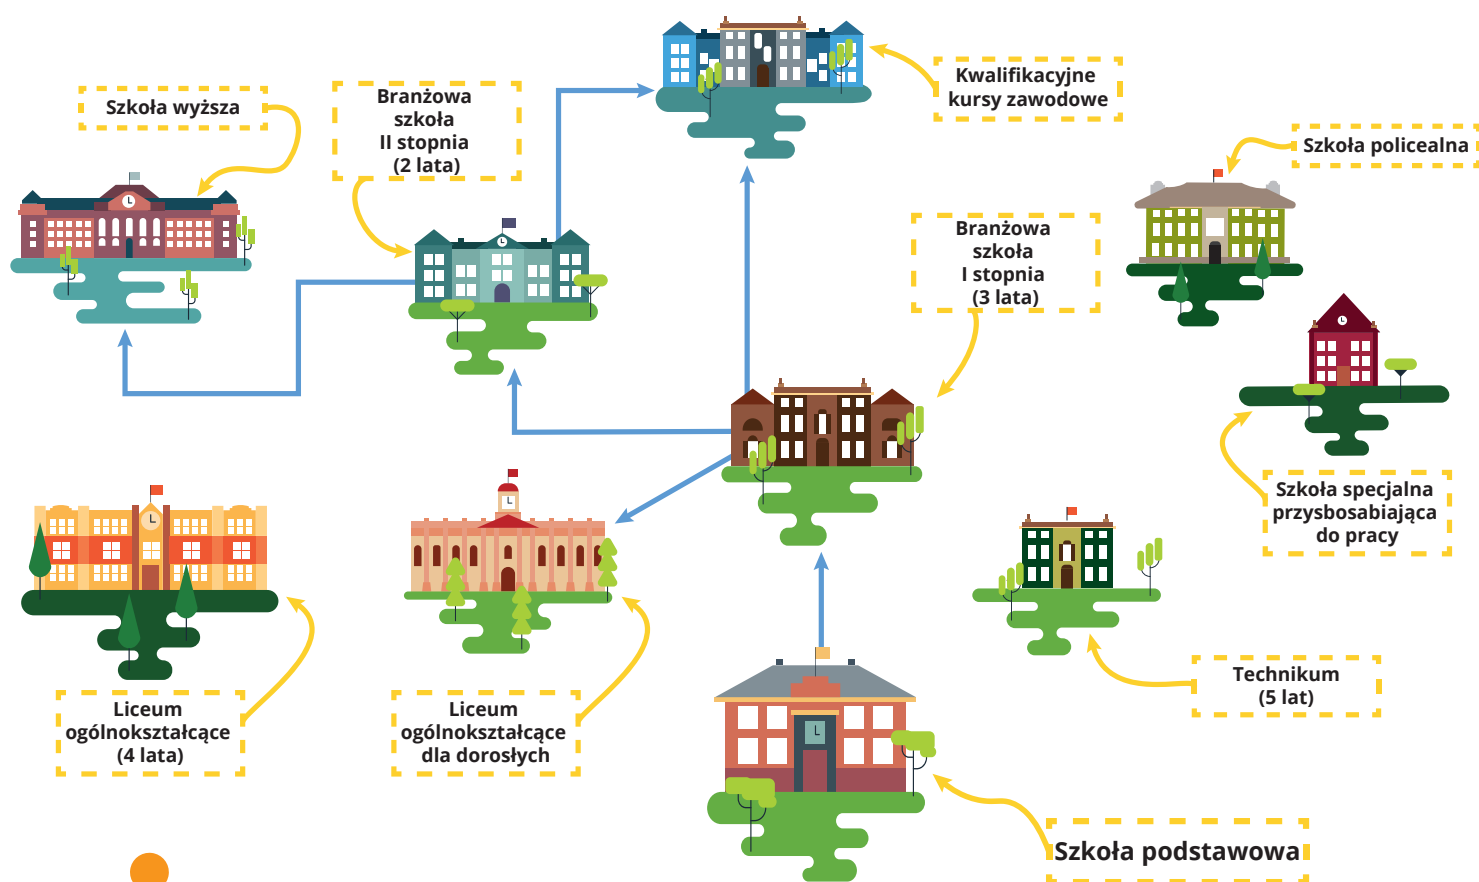 Szkoła wyższa
Branżowa
szkoła
II stopnia
(2 lata)
Kwalifikacyjne
kursy zawodowe
Szkoła policealna
Branżowa
szkoła
I stopnia
(3 lata)
Szkoła specjalna
przysbosabiająca
do pracy
Liceum
ogólnokształcące
(4 lata)
Liceum
ogólnokształcące
dla dorosłych
Technikum
(5 lat)
Szkoła podstawowa